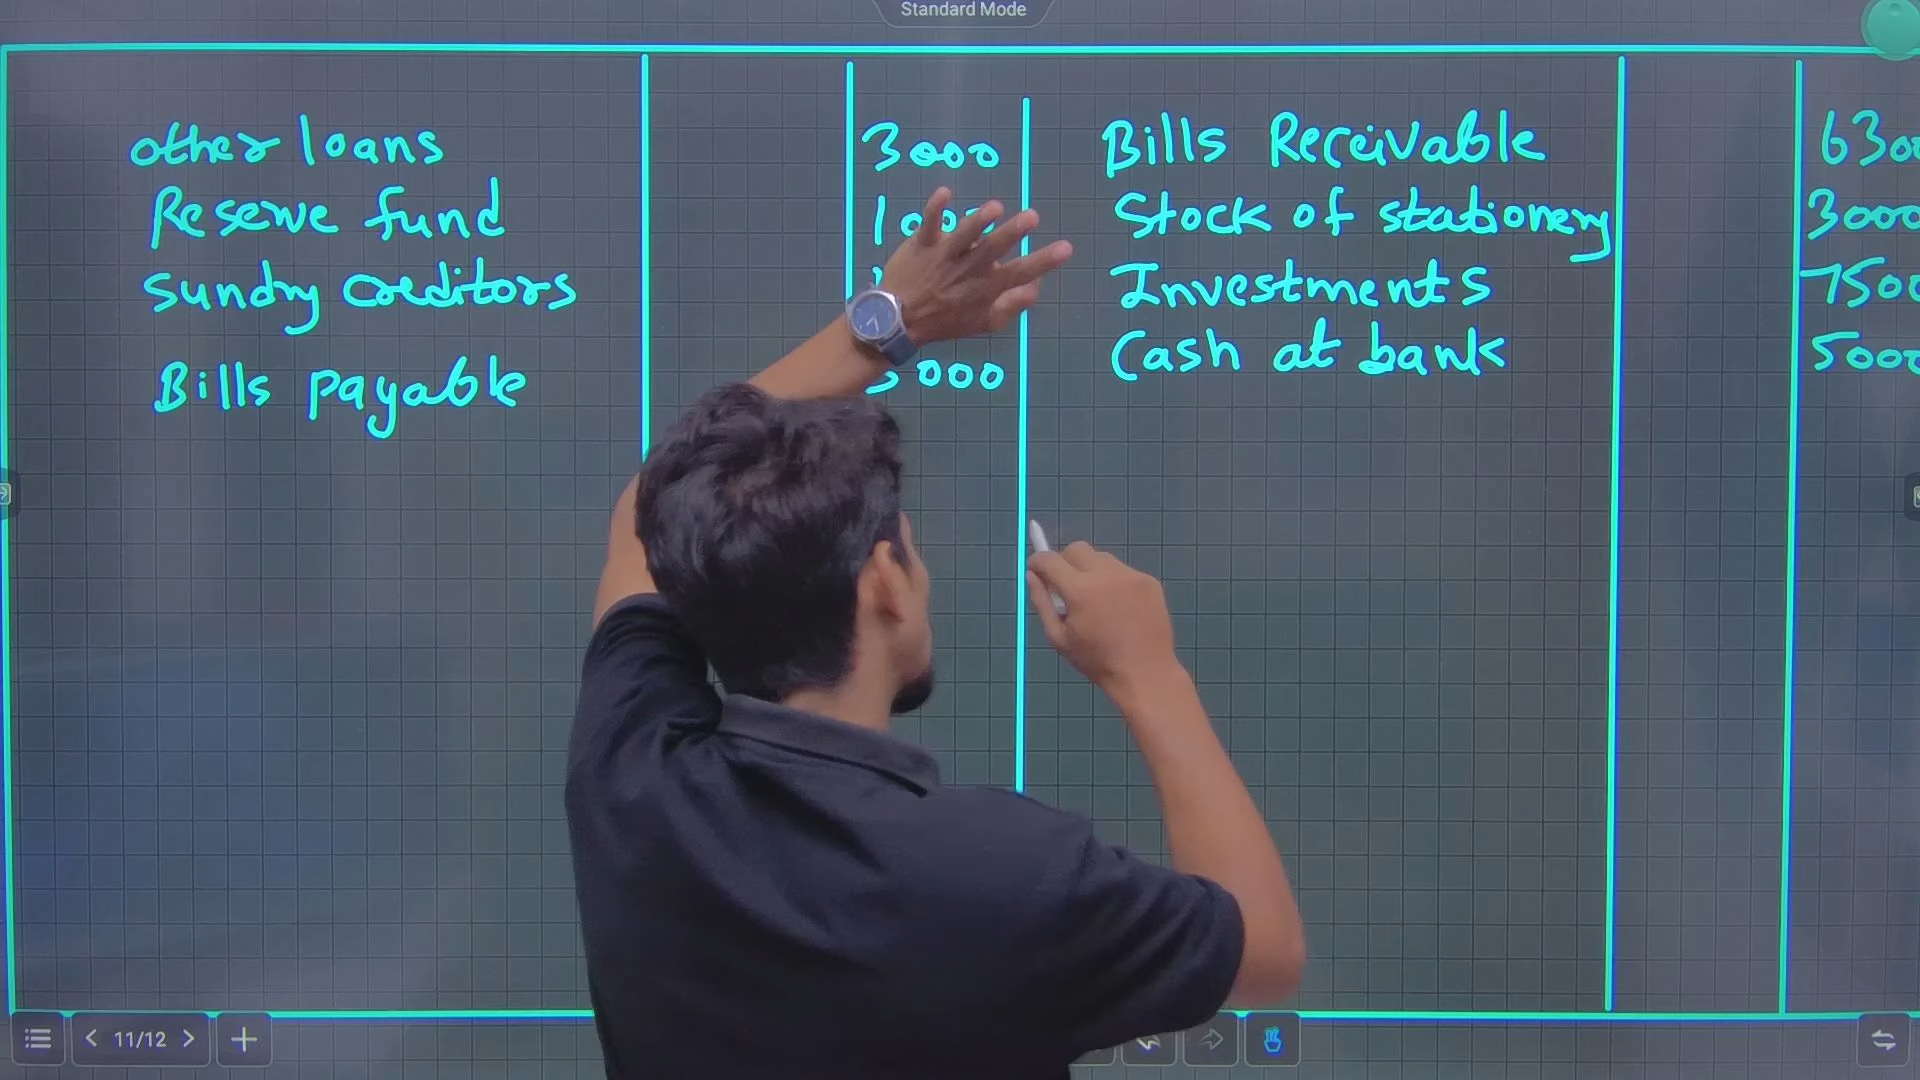 Standard Mode
other loans 3000
Reserve fund
Sundry creditors
Bills payable
Bills Receivable
Stock of stationery
Investments
Cash at bank
11/12